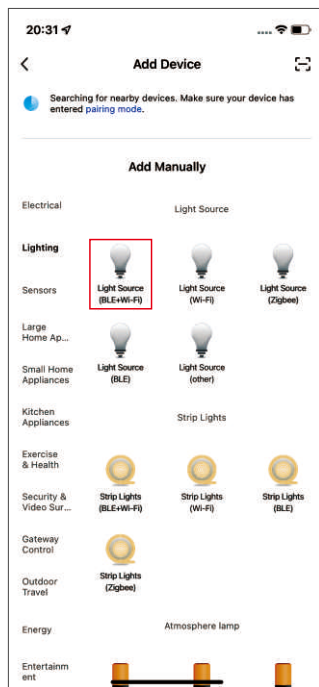 20:31
Add Device
Searching for nearby devices. Make sure your device has
entered pairing mode.
Add Manually
Electrical
Light Source
Lighting
Light Source
(BLE+Wi-Fi)
Light Source
(Wi-Fi)
Light Source
(Zigbee)
Sensors
Large
Home Ap...
Light Source
(BLE)
Light Source
(other)
Small Home
Appliances
Kitchen
Appliances
Strip Lights
Exercise
& Health
Strip Lights
(BLE+Wi-Fi)
Strip Lights
(Wi-Fi)
Strip Lights
(BLE)
Security &
Video Sur...
Gateway
Control
Strip Lights
(Zigbee)
Outdoor
Travel
Energy
Atmosphere lamp
Entertainm
ent